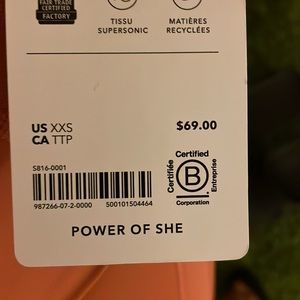 FAIR TRADE
CERTIFIED
FACTORY
TISSU
SUPERSONIC
MATIÈRES
RECYCLÉES
US XXS
CA TTP
$69.00
S816-0001
987266-07-2-0000 500101504464
Certified
Certifiée
B
Entreprise
Corporation
POWER OF SHE